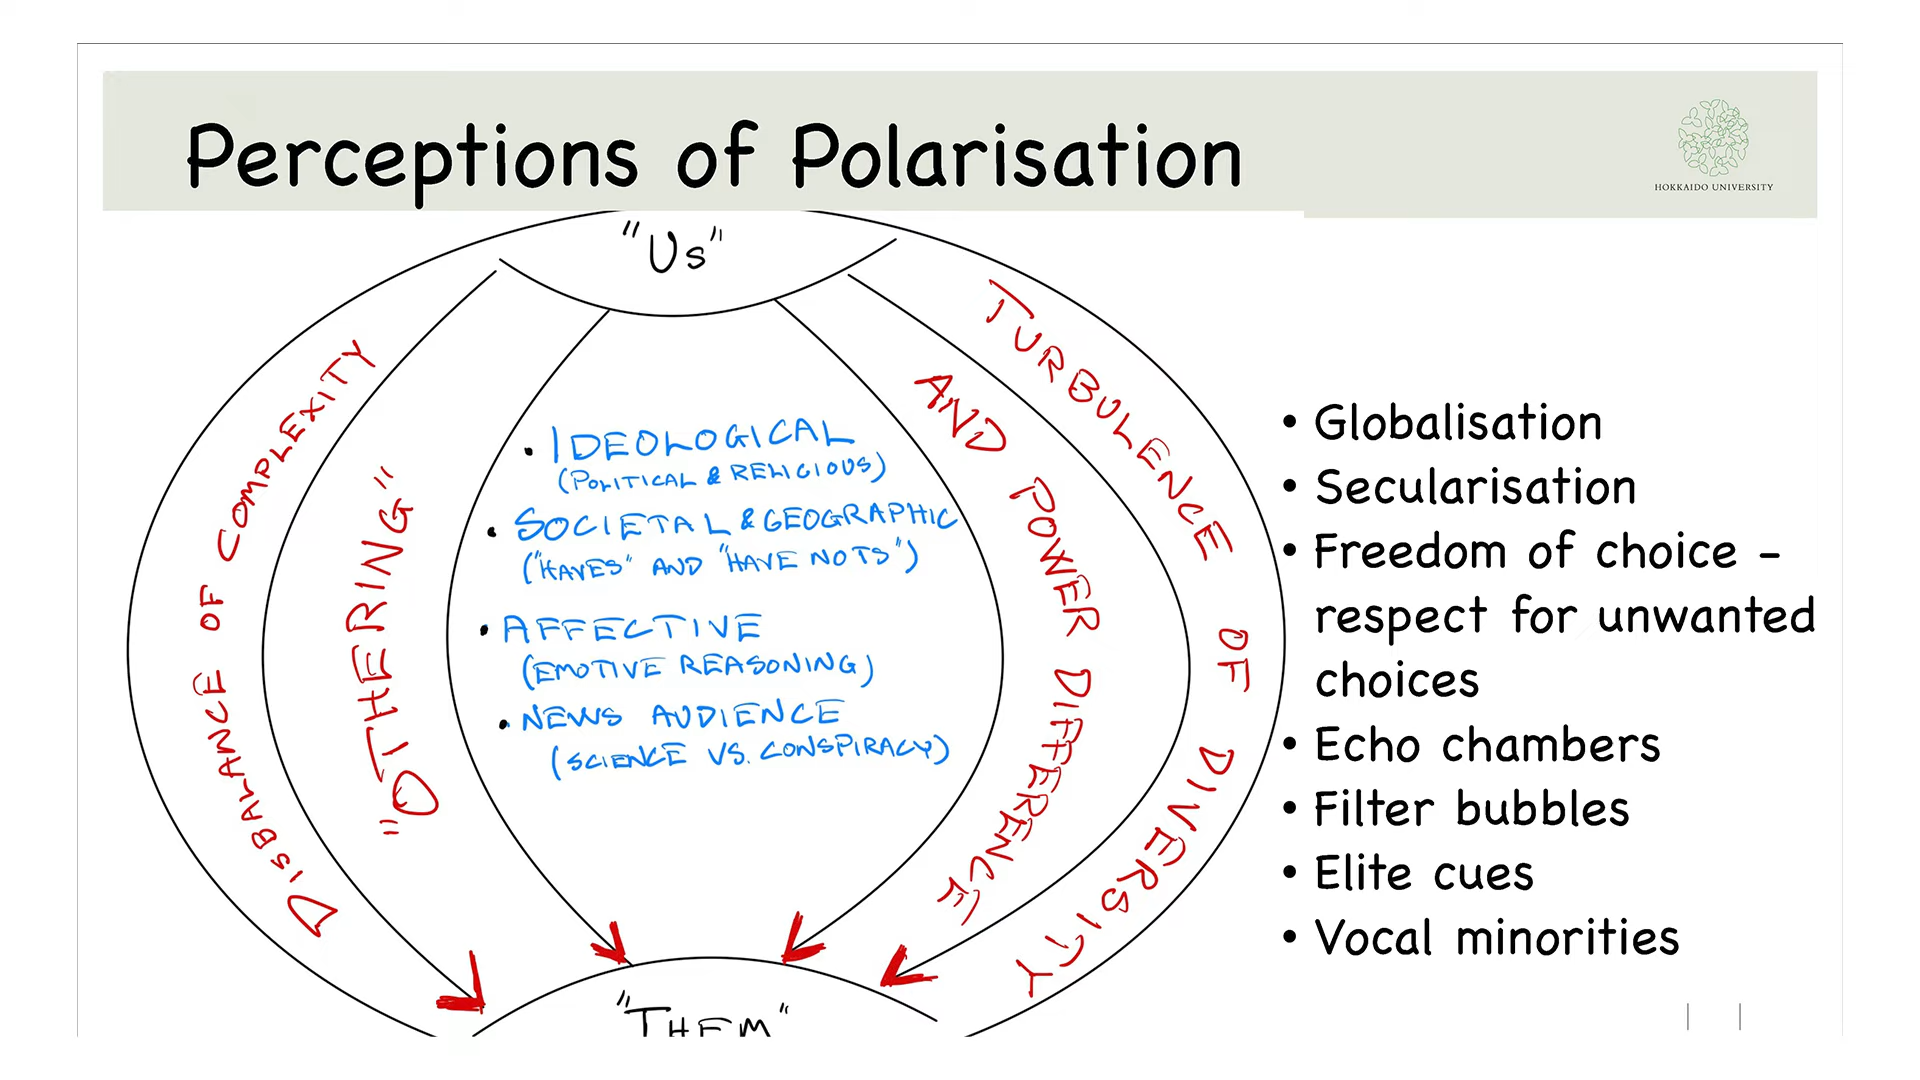 Perceptions of Polarisation
HOKKAIDO UNIVERSITY
"Us"
DISBALANCE OF COMPLEXITY
"OTHERING"
• IDEOLOGICAL
(POLITICAL & RELIGIOUS)
• SOCIETAL & GEOGRAPHIC
("HAVES" AND "HAVE NOTS")
• AFFECTIVE
(EMOTIVE REASONING)
• NEWS AUDIENCE
(SCIENCE VS. CONSPIRACY)
AND POWER DIFFERENCE
TURBULENCE OF DIVERSITY
"THEM"
• Globalisation
• Secularisation
• Freedom of choice –
respect for unwanted
choices
• Echo chambers
• Filter bubbles
• Elite cues
• Vocal minorities